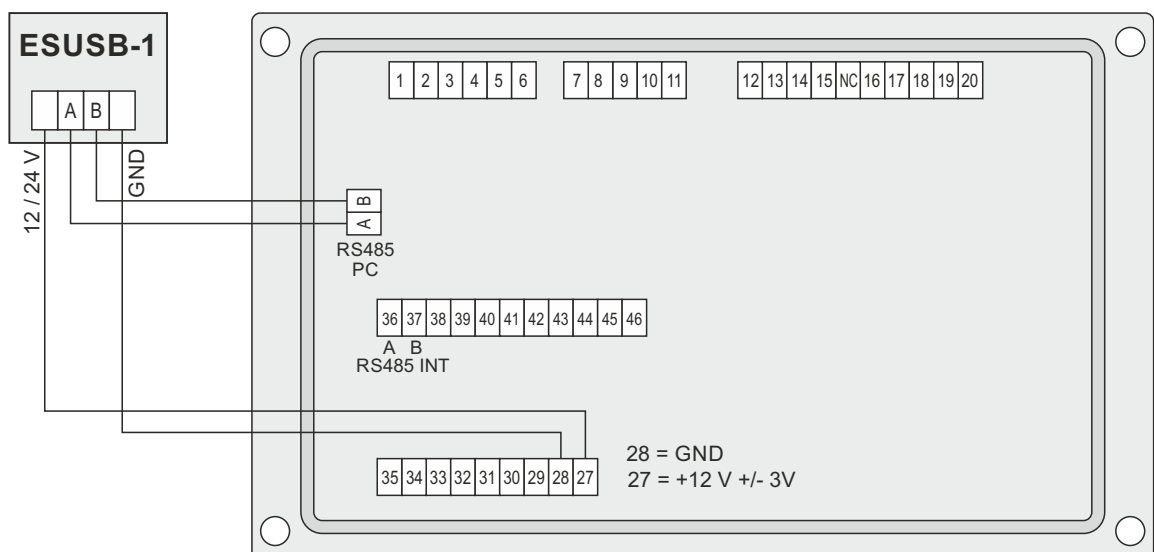 ESUSB-1
A B
12 / 24 V
GND
1 2 3 4 5 6
7 8 9 10 11
12 13 14 15 NC 16 17 18 19 20
B
A
RS485
PC
36 37 38 39 40 41 42 43 44 45 46
A B
RS485 INT
35 34 33 32 31 30 29 28 27
28 = GND
27 = +12 V +/- 3V